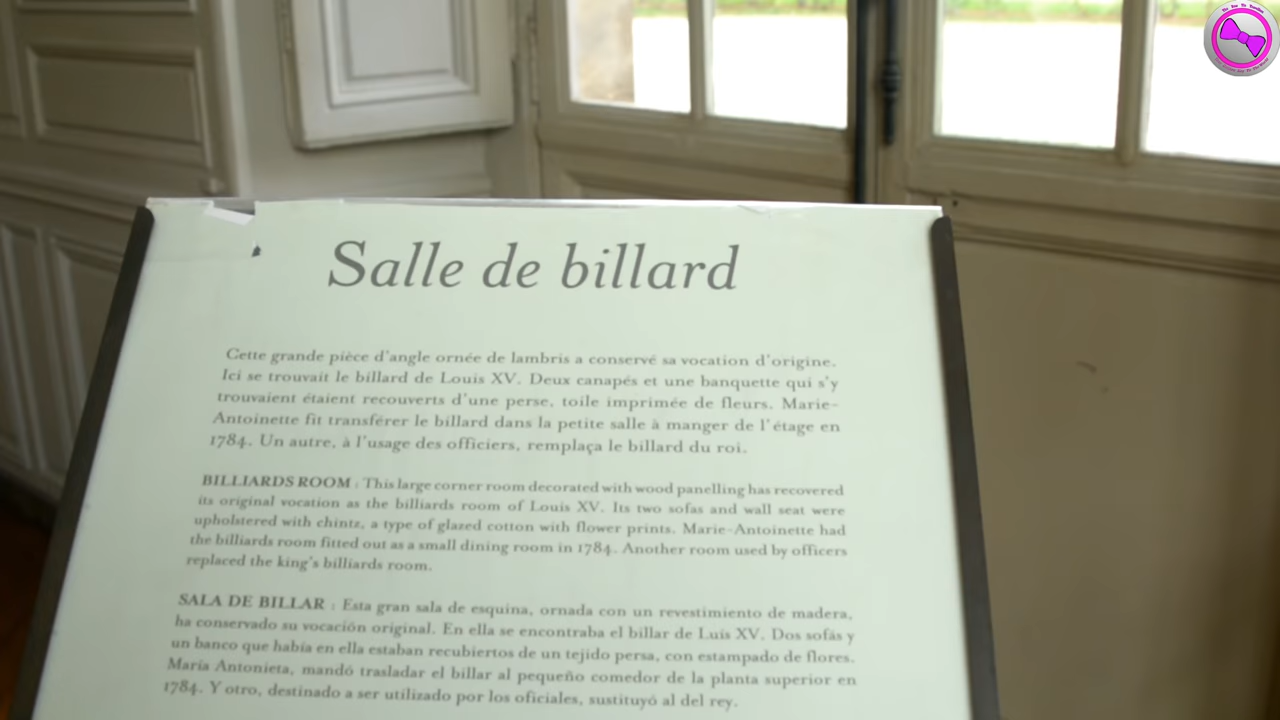 Salle de billard
Cette grande pièce d'angle ornée de lambris a conservé sa vocation d'origine.
Ici se trouvait le billard de Louis XV. Deux canapés et une banquette qui s'y
trouvaient étaient recouverts d'une perse, toile imprimée de fleurs. Marie-
Antoinette fit transférer le billard dans la petite salle à manger de l'étage en
1784. Un autre, à l'usage des officiers, remplaça le billard du roi.
BILLIARDS ROOM : This large corner room decorated with wood panelling has recovered
its original vocation as the billiards room of Louis XV. Its two sofas and wall seat were
upholstered with chintz, a type of glazed cotton with flower prints. Marie-Antoinette had
the billiards room fitted out as a small dining room in 1784. Another room used by officers
replaced the king's billiards room.
SALA DE BILLAR : Esta gran sala de esquina, ornada con un revestimiento de madera,
ha conservado su vocación original. En ella se encontraba el billar de Luis XV. Dos sofás y
un banco que había en ella estaban recubiertos de un tejido persa, con estampado de flores.
María Antonieta, mandó trasladar el billar al pequeño comedor de la planta superior en
1784. Y otro, destinado a ser utilizado por los oficiales, sustituyó al del rey.